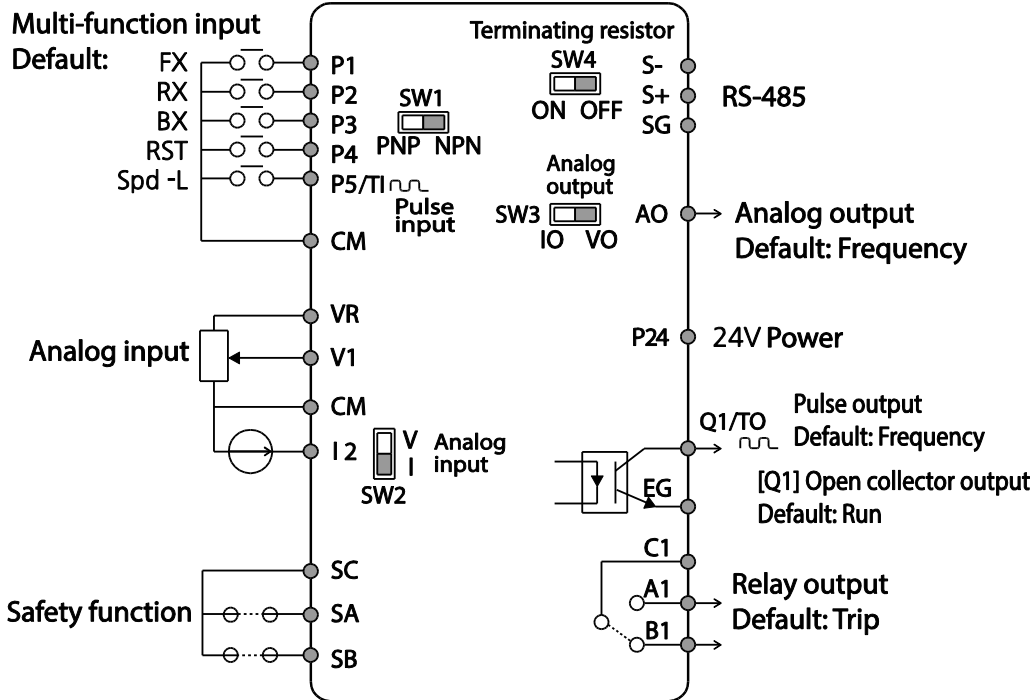 Multi-function input
Default:
FX
RX
BX
RST
Spd -L
P1
P2
P3
P4
P5/TI
CM
SW1
PNP NPN
Pulse
input
Terminating resistor
SW4
ON OFF
S-
S+
SG
RS-485
Analog
output
SW3
IO VO
AO
Analog output
Default: Frequency
Analog input
VR
V1
CM
I 2
V
I
SW2
Analog
input
P24
24V Power
Q1/TO
Pulse output
Default: Frequency
EG
[Q1] Open collector output
Default: Run
Safety function
SC
SA
SB
C1
A1
B1
Relay output
Default: Trip